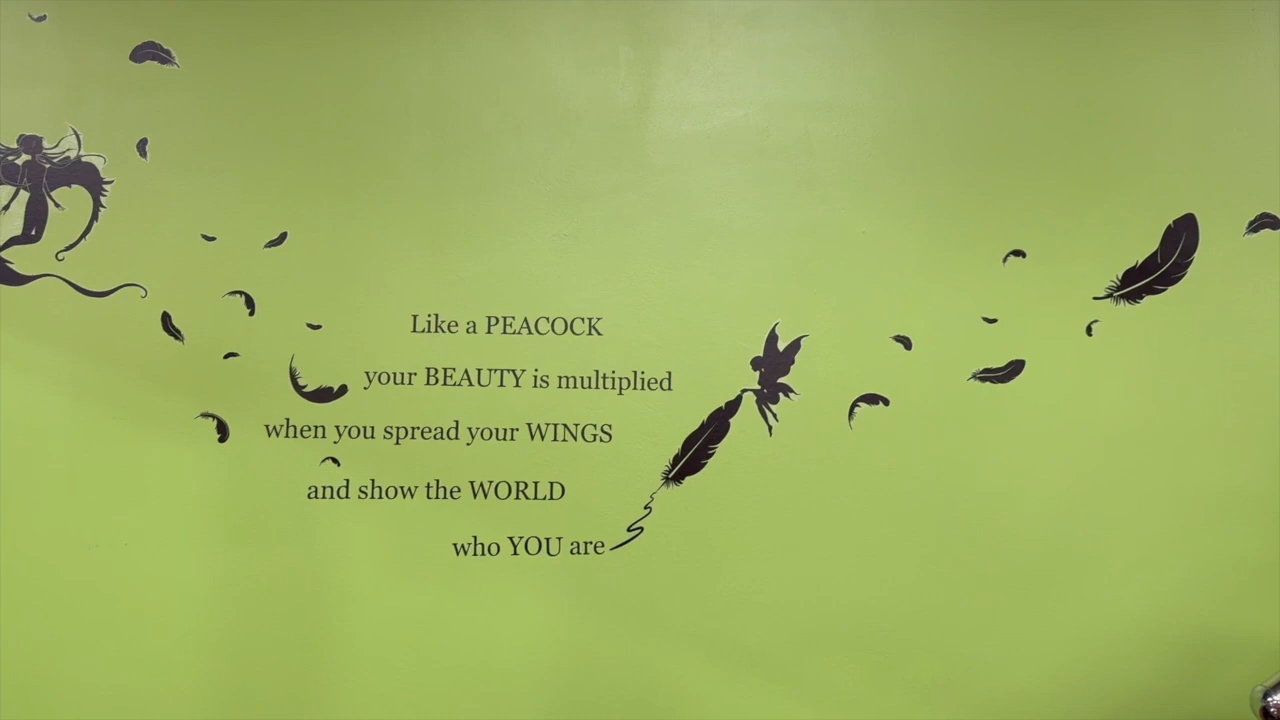 Like a PEACOCK
your BEAUTY is multiplied
when you spread your WINGS
and show the WORLD
who YOU are